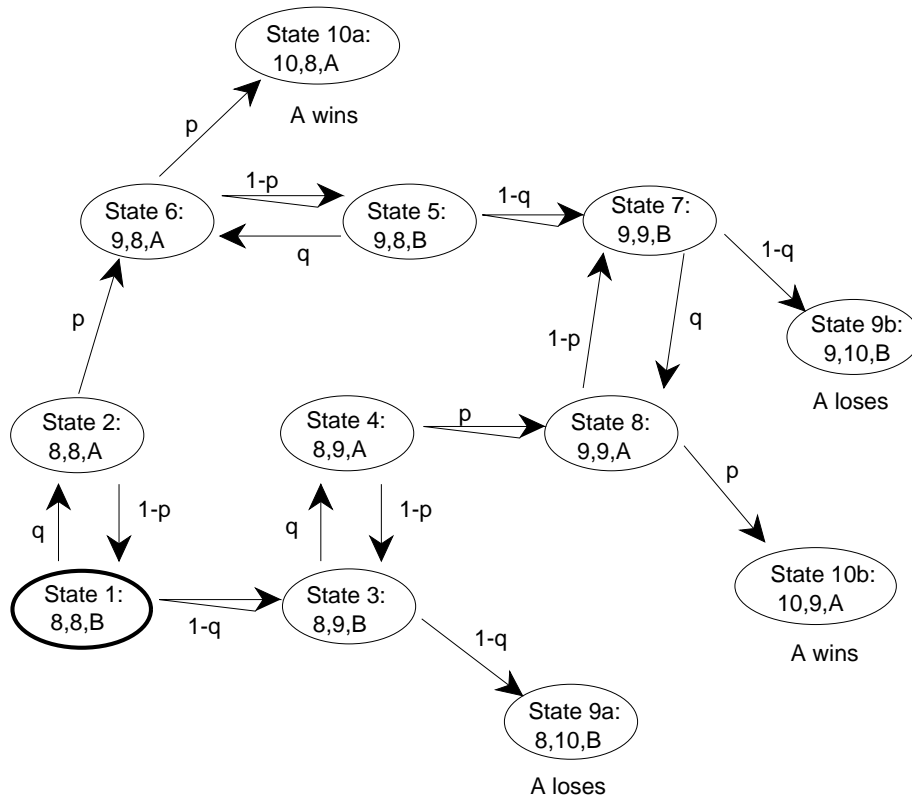 State 10a:
10,8,A
A wins
p
1-p
1-q
State 6:
9,8,A
State 5:
9,8,B
State 7:
9,9,B
q
1-q
p
1-p
q
State 9b:
9,10,B
A loses
State 2:
8,8,A
State 4:
8,9,A
p
State 8:
9,9,A
q
1-p
q
1-p
p
State 1:
8,8,B
1-q
State 3:
8,9,B
State 10b:
10,9,A
A wins
1-q
State 9a:
8,10,B
A loses